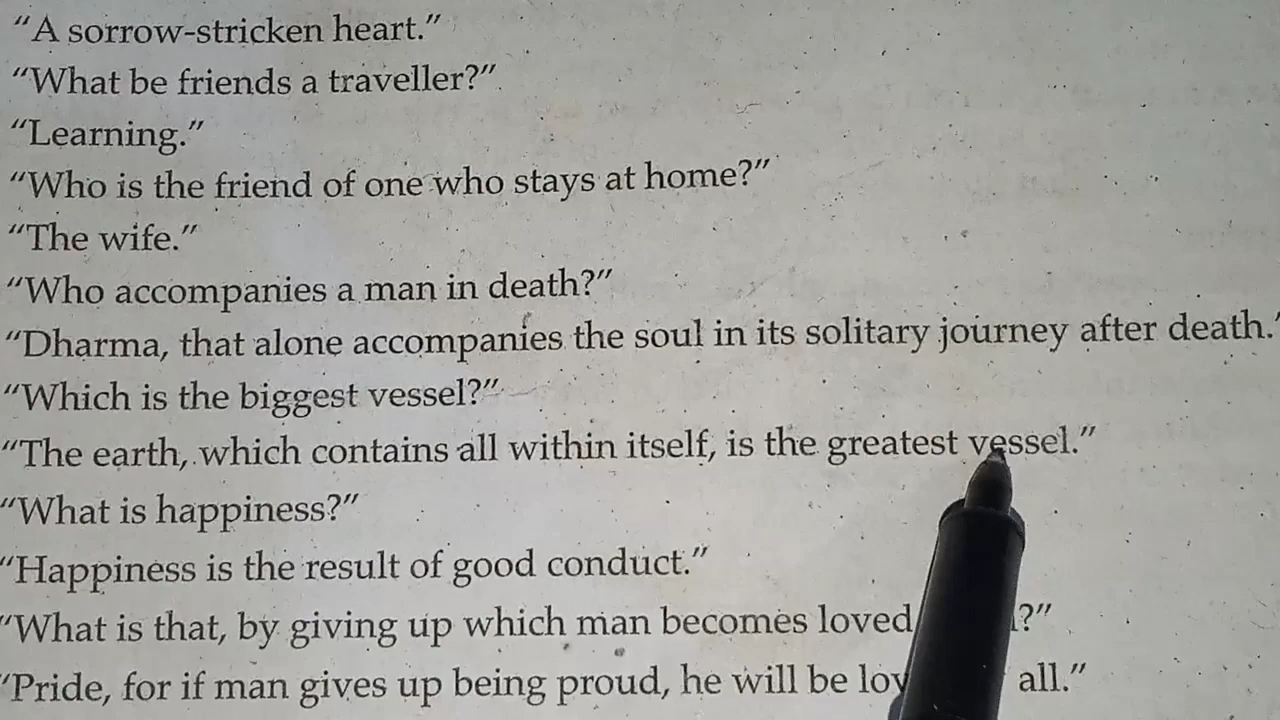 “A sorrow-stricken heart.”
“What be friends a traveller?”
“Learning.”
“Who is the friend of one who stays at home?”
“The wife.”
“Who accompanies a man in death?”
“Dharma, that alone accompanies the soul in its solitary journey after death.”
“Which is the biggest vessel?”
“The earth, which contains all within itself, is the greatest vessel.”
“What is happiness?”
“Happiness is the result of good conduct.”
“What is that, by giving up which man becomes loved ?”
“Pride, for if man gives up being proud, he will be all.”